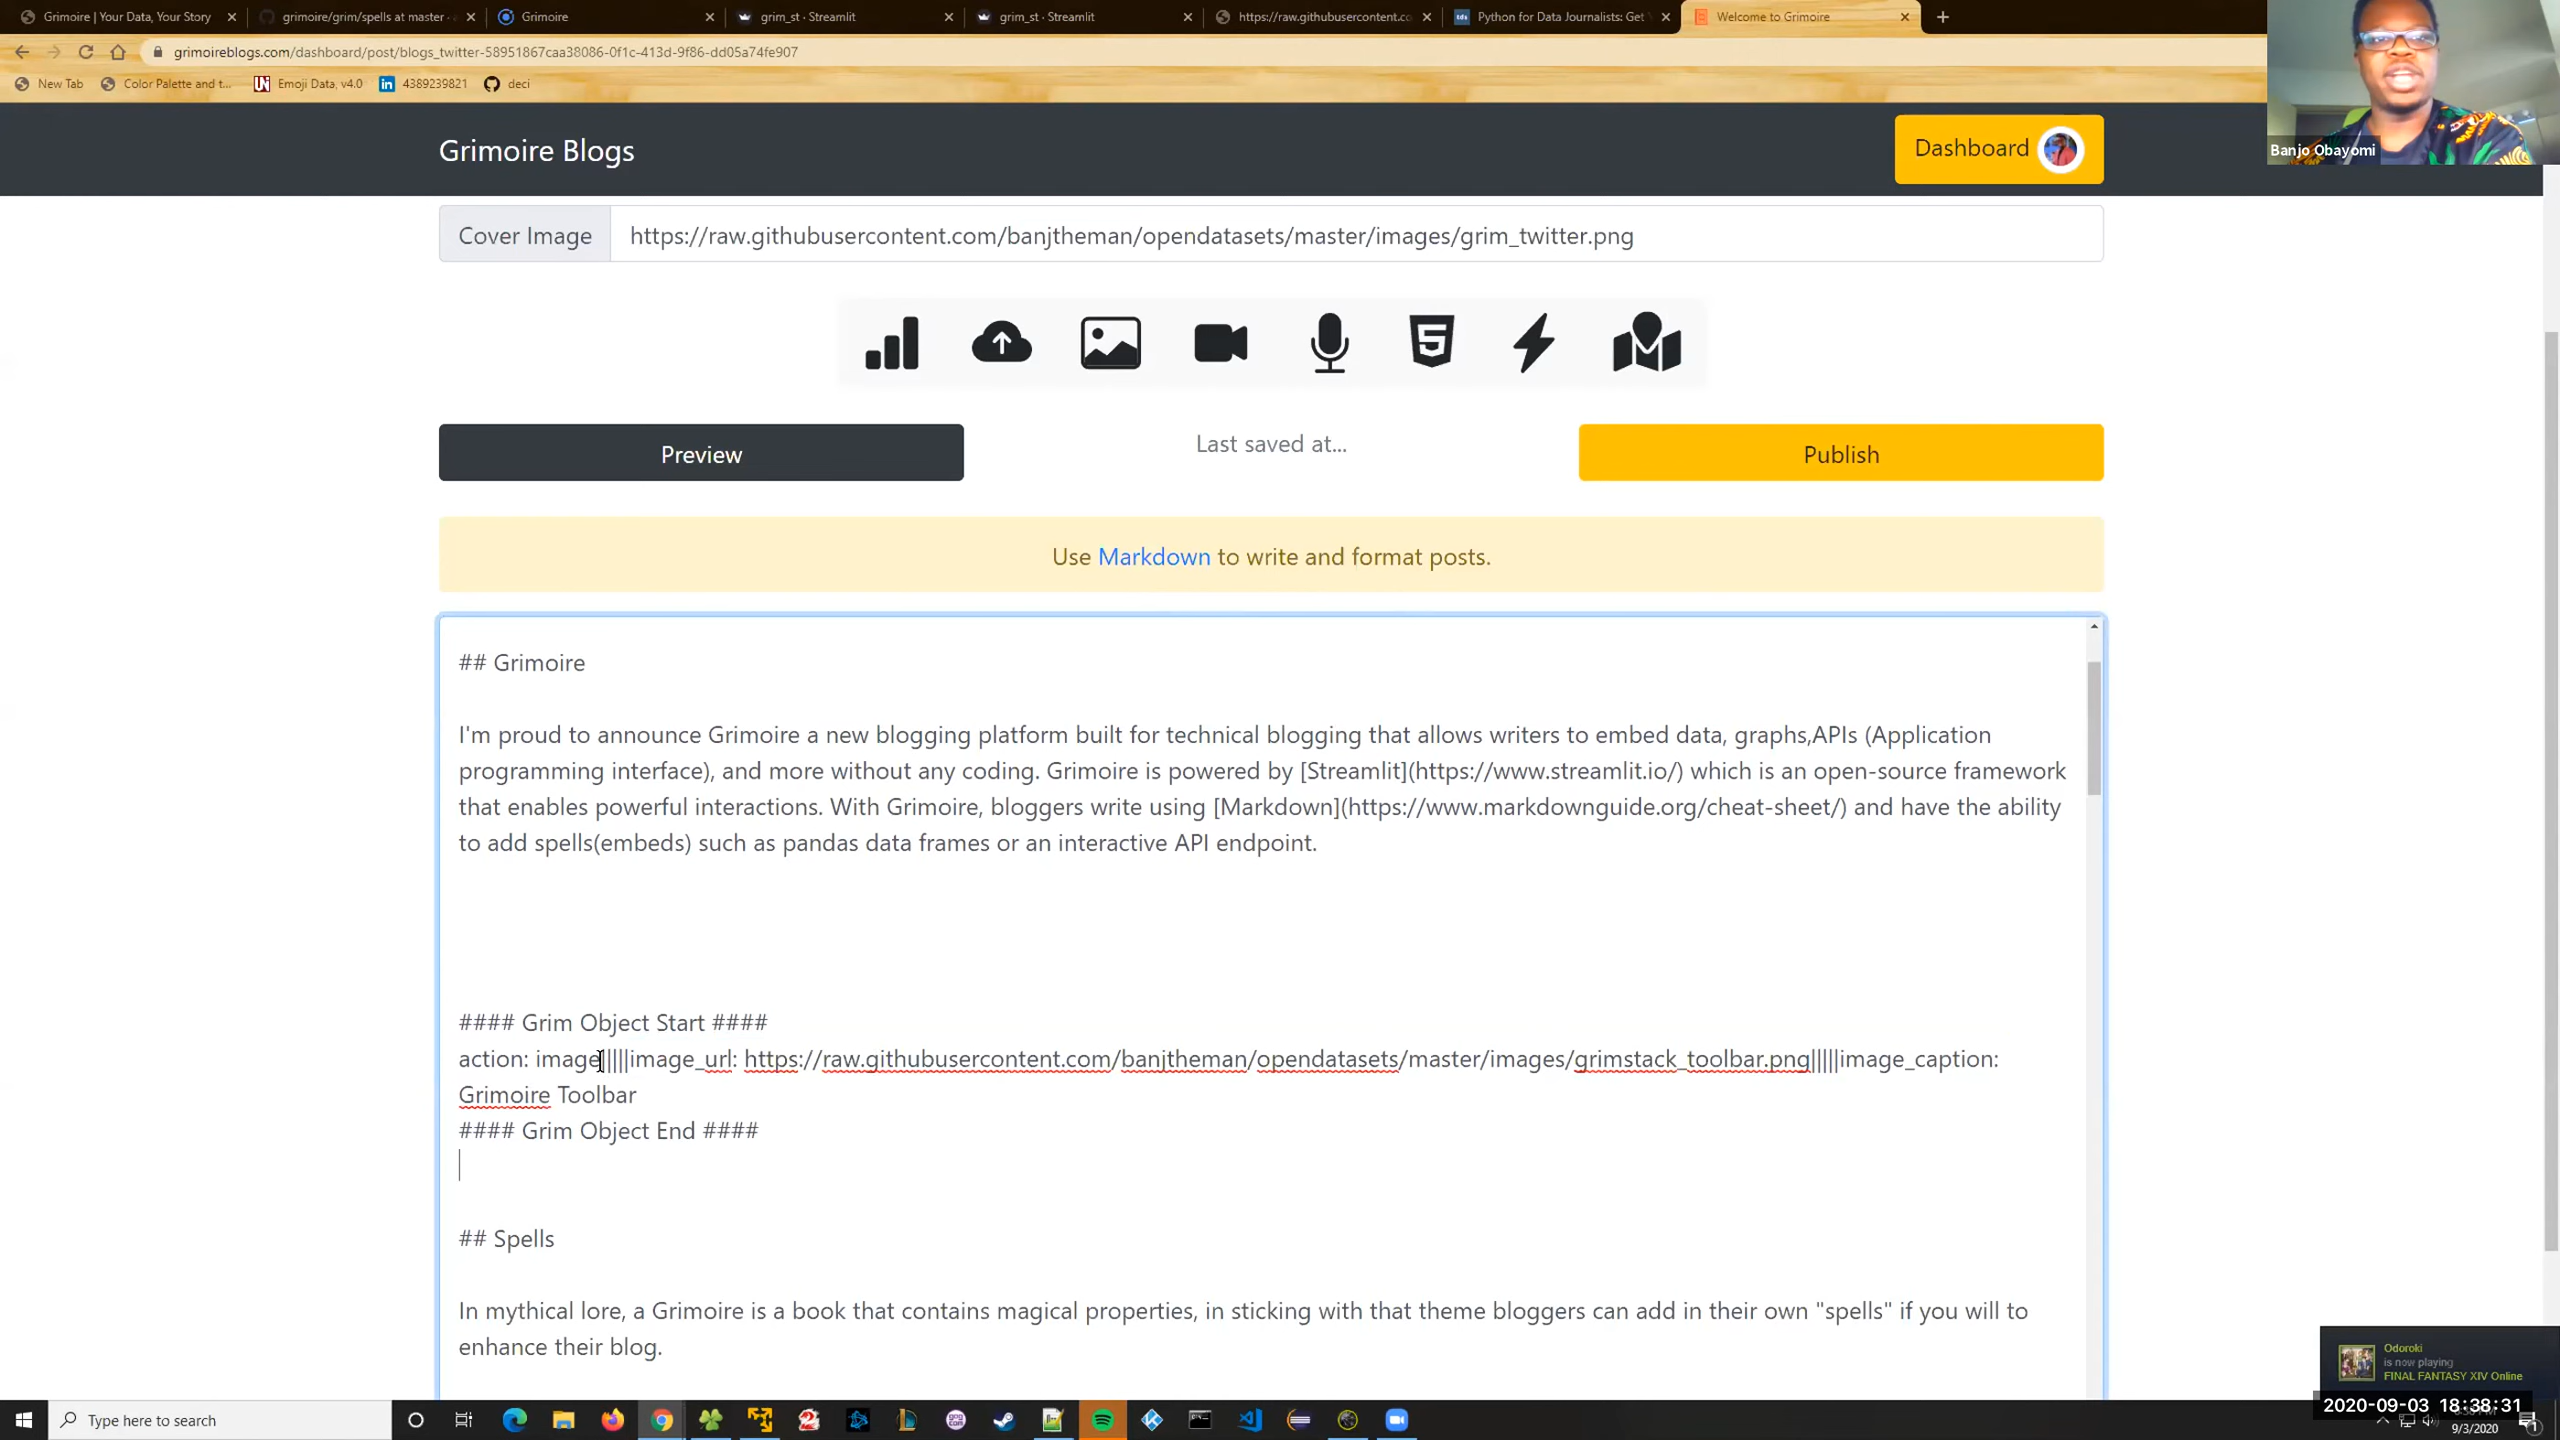 Grimoire | Your Data, Your Story
grimoire/grim/spells at master ·
Grimoire
grim_st · Streamlit
grim_st · Streamlit
https://raw.githubusercontent.co
Python for Data Journalists: Get
Welcome to Grimoire
grimoireblogs.com/dashboard/post/blogs_twitter-58951867caa38086-0f1c-413d-9f86-dd05a74fe907
New Tab
Color Palette and t...
Emoji Data, v4.0
4389239821
deci
Banjo Obayomi
Grimoire Blogs
Dashboard
Cover Image
https://raw.githubusercontent.com/banjtheman/opendatasets/master/images/grim_twitter.png
Preview
Last saved at...
Publish
Use Markdown to write and format posts.
## Grimoire
I'm proud to announce Grimoire a new blogging platform built for technical blogging that allows writers to embed data, graphs,APIs (Application
programming interface), and more without any coding. Grimoire is powered by [Streamlit](https://www.streamlit.io/) which is an open-source framework
that enables powerful interactions. With Grimoire, bloggers write using [Markdown](https://www.markdownguide.org/cheat-sheet/) and have the ability
to add spells(embeds) such as pandas data frames or an interactive API endpoint.
#### Grim Object Start ####
action: image|||||image_url: https://raw.githubusercontent.com/banjtheman/opendatasets/master/images/grimstack_toolbar.png|||||image_caption:
Grimoire Toolbar
#### Grim Object End ####
## Spells
In mythical lore, a Grimoire is a book that contains magical properties, in sticking with that theme bloggers can add in their own "spells" if you will to
enhance their blog.
Odoroki
is now playing
FINAL FANTASY XIV Online
Type here to search
2020-09-03 18:38:31
9/3/2020